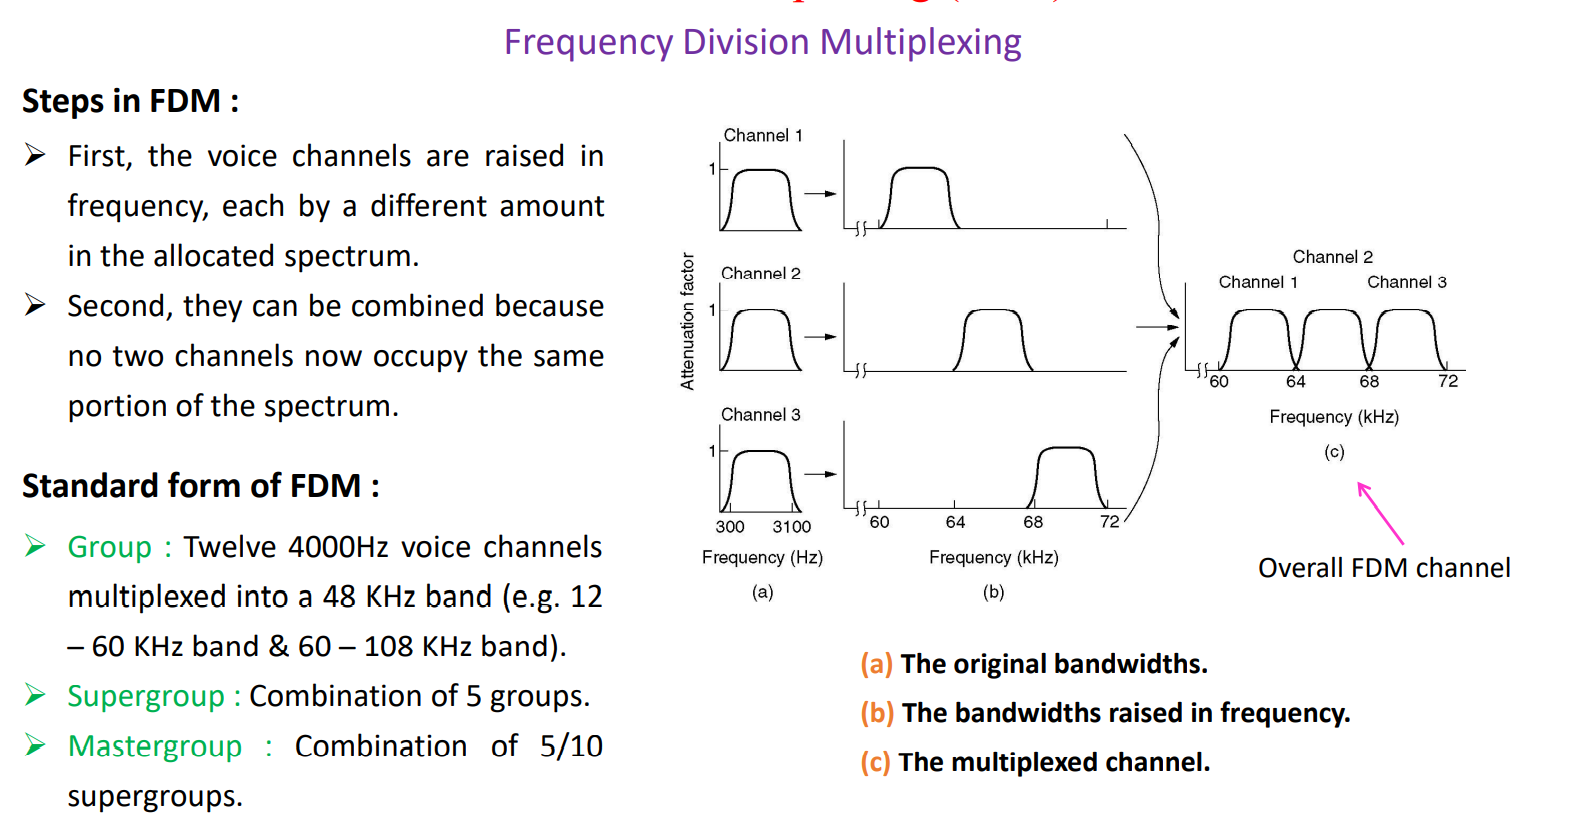 Frequency Division Multiplexing
Steps in FDM :
➢ First, the voice channels are raised in
frequency, each by a different amount
in the allocated spectrum.
➢ Second, they can be combined because
no two channels now occupy the same
portion of the spectrum.
Standard form of FDM :
➢ Group : Twelve 4000Hz voice channels
multiplexed into a 48 KHz band (e.g. 12
– 60 KHz band & 60 – 108 KHz band).
➢ Supergroup : Combination of 5 groups.
➢ Mastergroup : Combination of 5/10
supergroups.
Attenuation factor
Channel 1
1
Channel 2
1
Channel 3
1
300 3100
Frequency (Hz)
(a)
60 64 68 72
Frequency (kHz)
(b)
Channel 2
Channel 1 Channel 3
60 64 68 72
Frequency (kHz)
(c)
Overall FDM channel
(a) The original bandwidths.
(b) The bandwidths raised in frequency.
(c) The multiplexed channel.